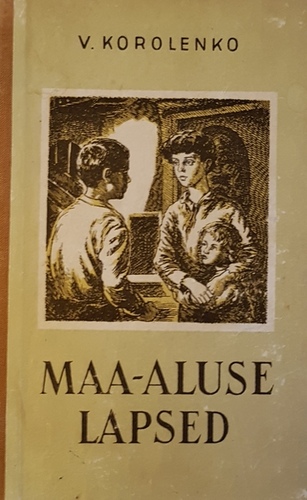 V. KOROLENKO
MAA-ALUSE
LAPSED